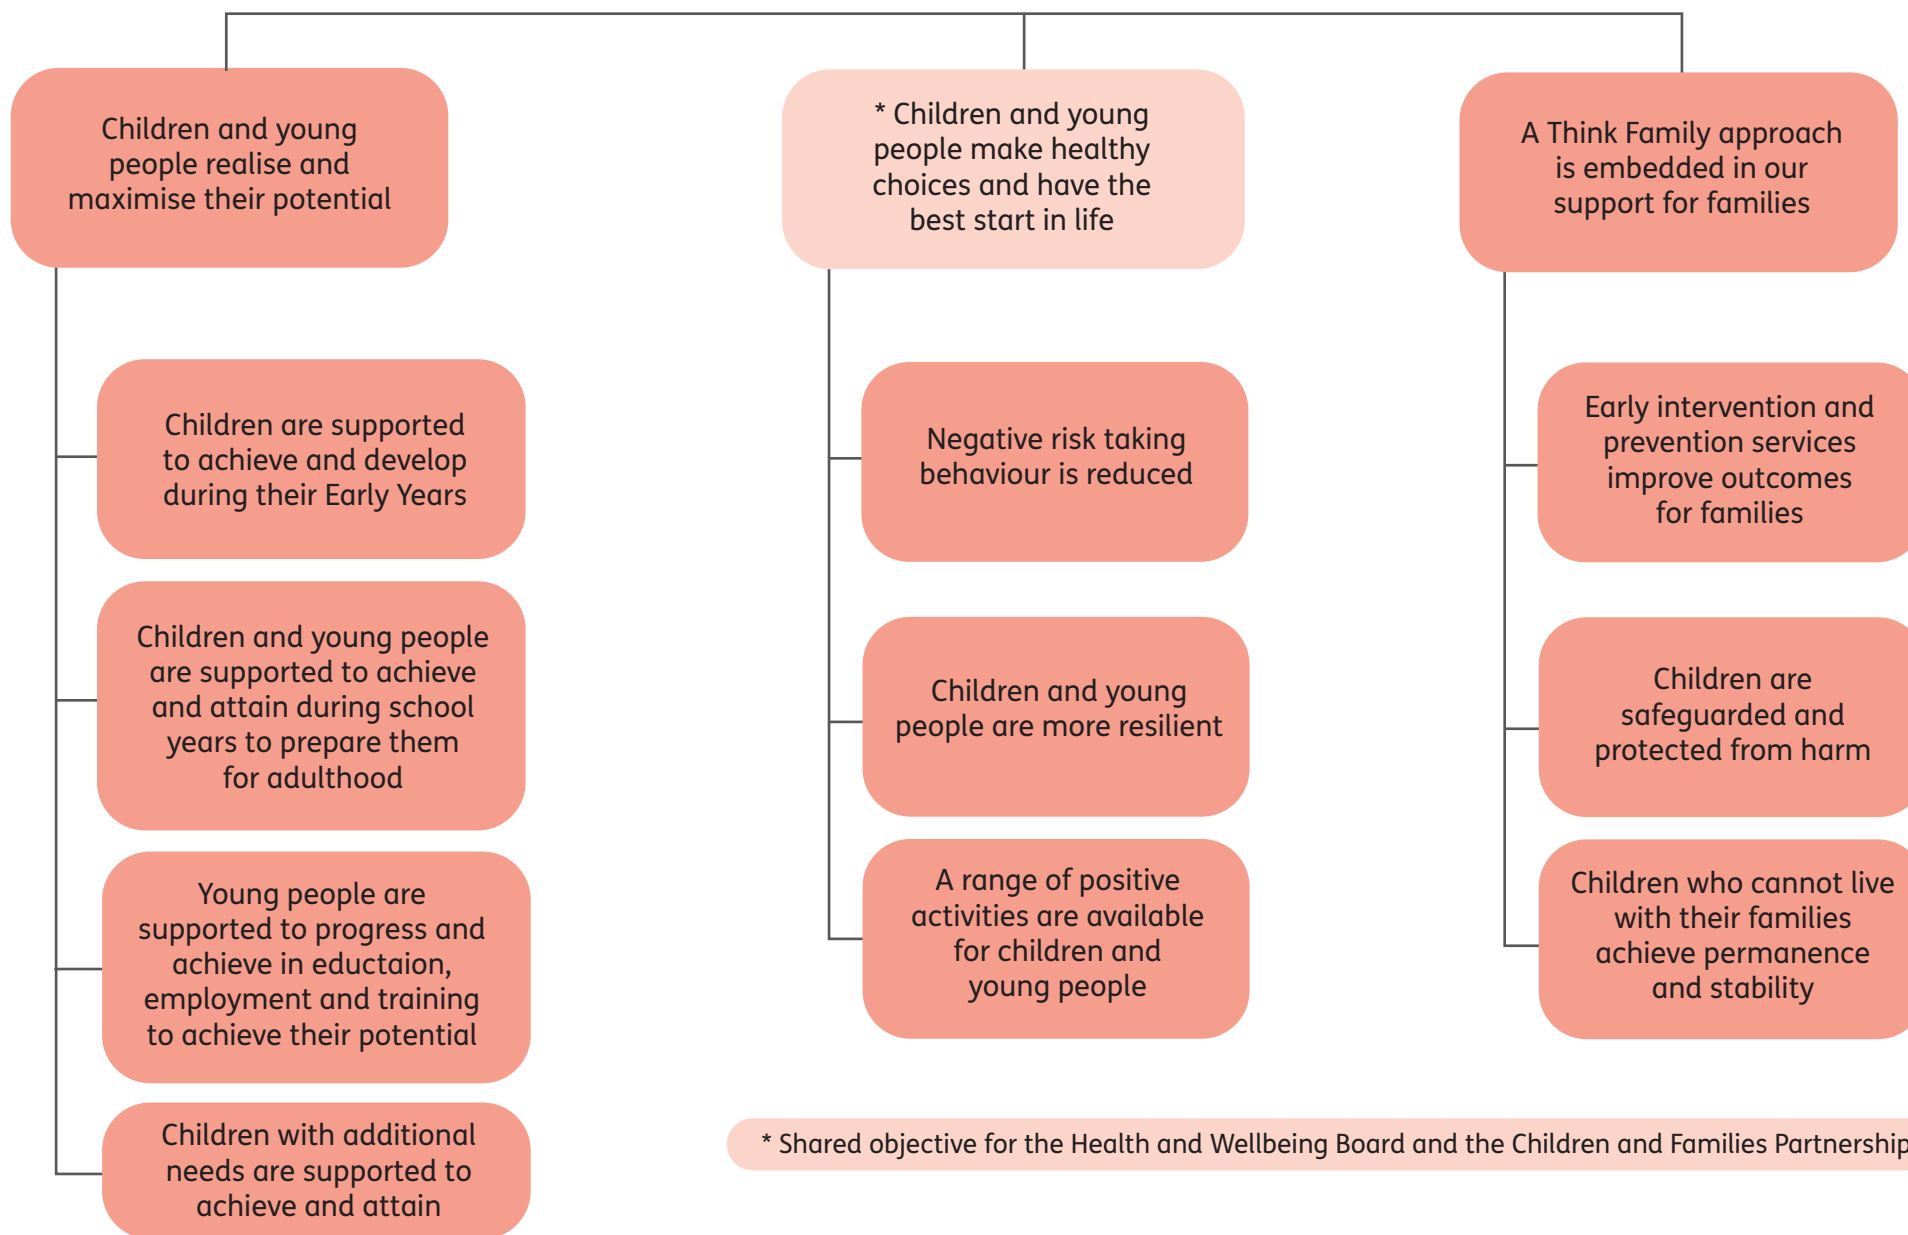 Children and young
people realise and
maximise their potential
Children are supported
to achieve and develop
during their Early Years
Children and young people
are supported to achieve
and attain during school
years to prepare them
for adulthood
Young people are
supported to progress and
achieve in eductaion,
employment and training
to achieve their potential
Children with additional
needs are supported to
achieve and attain
* Children and young
people make healthy
choices and have the
best start in life
Negative risk taking
behaviour is reduced
Children and young
people are more resilient
A range of positive
activities are available
for children and
young people
A Think Family approach
is embedded in our
support for families
Early intervention and
prevention services
improve outcomes
for families
Children are
safeguarded and
protected from harm
Children who cannot live
with their families
achieve permanence
and stability
* Shared objective for the Health and Wellbeing Board and the Children and Families Partnership